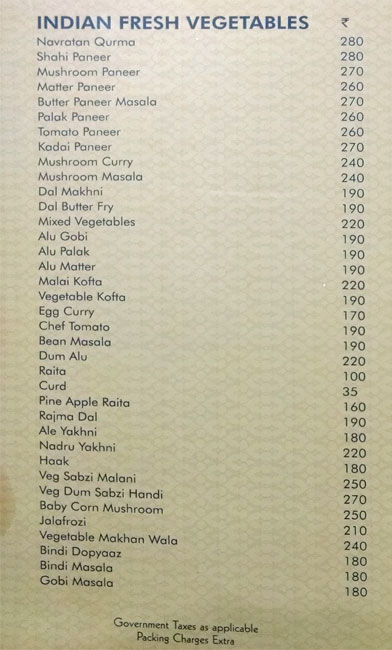 INDIAN FRESH VEGETABLES ₹
Navratan Qurma 280
Shahi Paneer 280
Mushroom Paneer 270
Matter Paneer 260
Butter Paneer Masala 270
Palak Paneer 260
Tomato Paneer 260
Kadai Paneer 270
Mushroom Curry 240
Mushroom Masala 240
Dal Makhni 190
Dal Butter Fry 190
Mixed Vegetables 220
Alu Gobi 190
Alu Palak 190
Alu Matter 190
Malai Kofta 220
Vegetable Kofta 190
Egg Curry 170
Chef Tomato 190
Bean Masala 190
Dum Alu 220
Raita 100
Curd 35
Pine Apple Raita 160
Rajma Dal 190
Ale Yakhni 180
Nadru Yakhni 220
Haak 180
Veg Sabzi Malani 250
Veg Dum Sabzi Handi 270
Baby Corn Mushroom 250
Jalafrozi 210
Vegetable Makhan Wala 240
Bindi Dopyaaz 180
Bindi Masala 180
Gobi Masala 180
Government Taxes as applicable
Packing Charges Extra